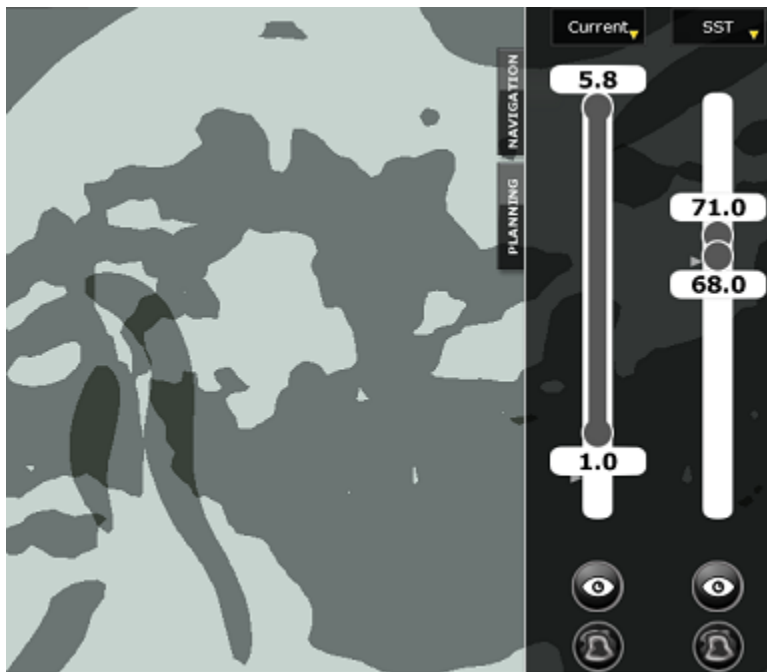 Current
SST
NAVIGATION
5.8
PLANNING
71.0
68.0
1.0